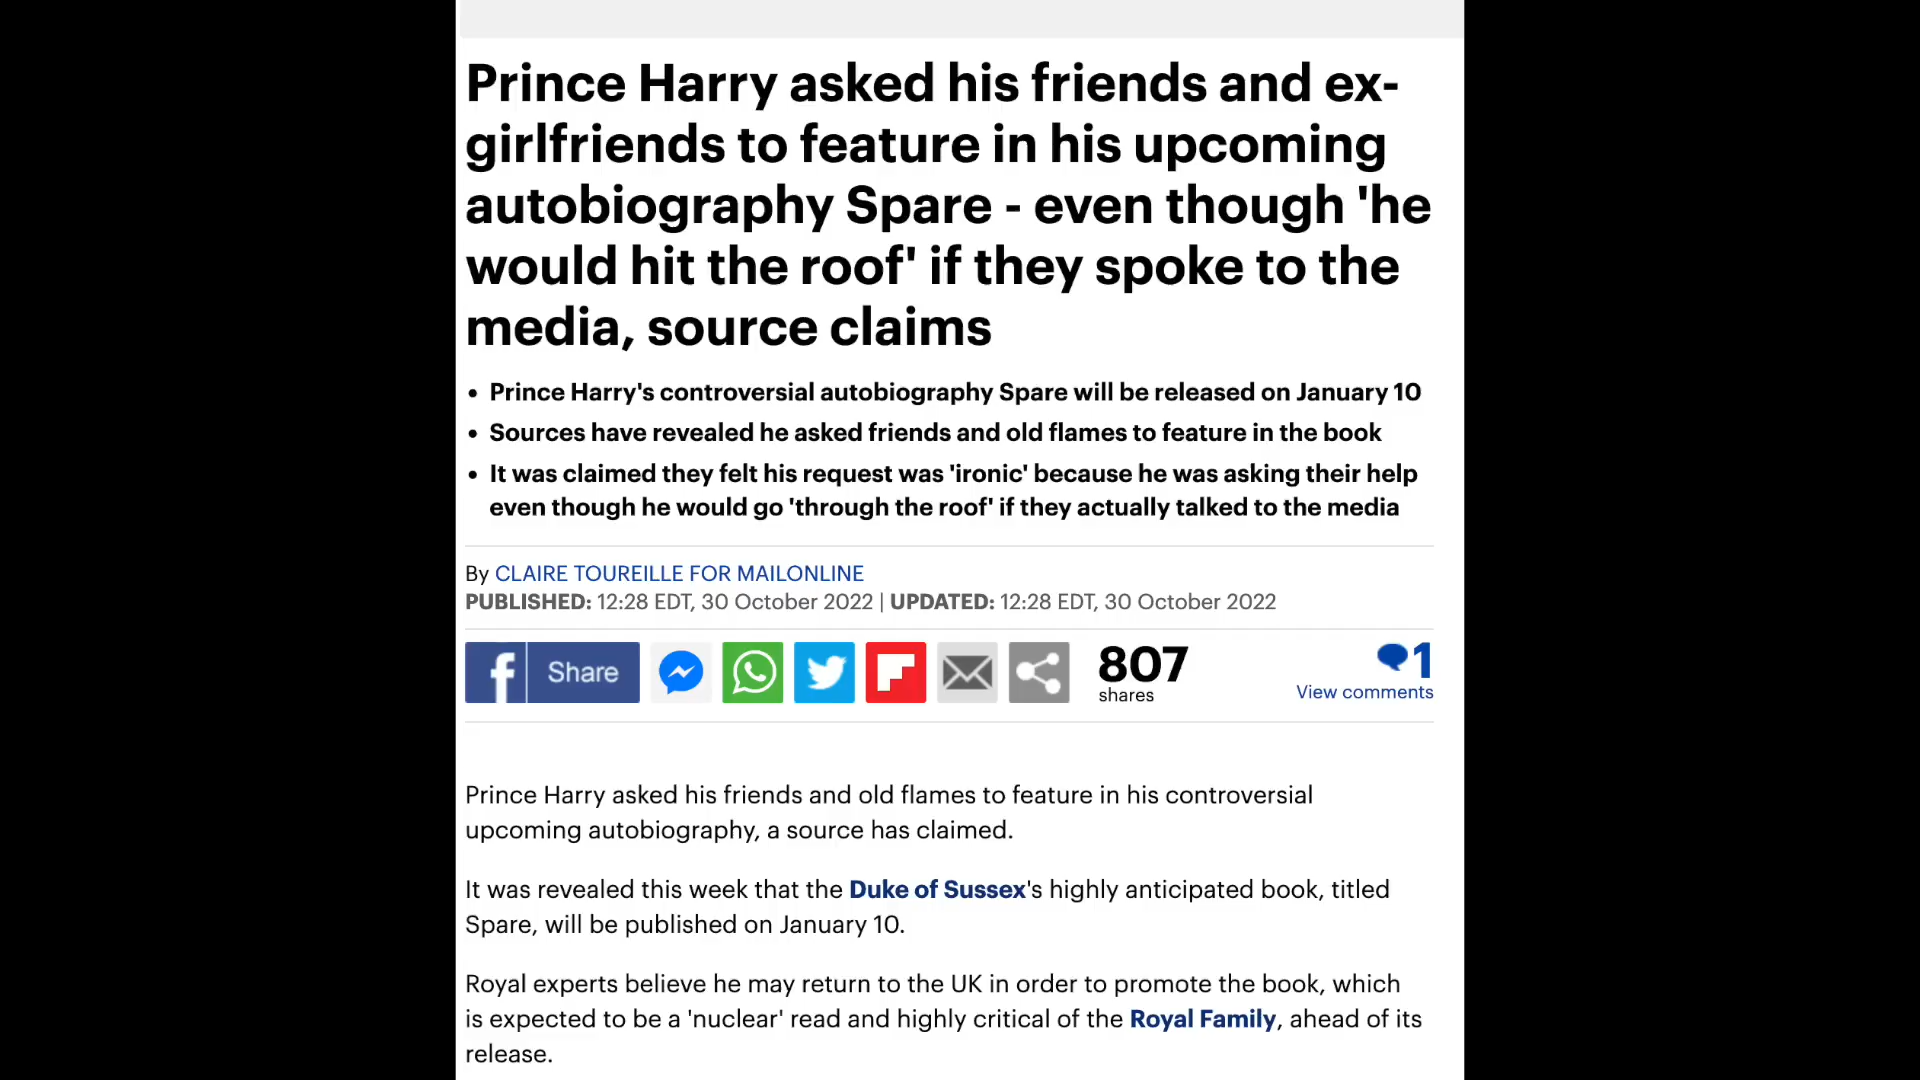 Prince Harry asked his friends and ex-
girlfriends to feature in his upcoming
autobiography Spare - even though 'he
would hit the roof' if they spoke to the
media, source claims
• Prince Harry's controversial autobiography Spare will be released on January 10
• Sources have revealed he asked friends and old flames to feature in the book
• It was claimed they felt his request was 'ironic' because he was asking their help
even though he would go 'through the roof' if they actually talked to the media
By CLAIRE TOUREILLE FOR MAILONLINE
PUBLISHED: 12:28 EDT, 30 October 2022 | UPDATED: 12:28 EDT, 30 October 2022
f Share
807
shares
1
View comments
Prince Harry asked his friends and old flames to feature in his controversial
upcoming autobiography, a source has claimed.
It was revealed this week that the Duke of Sussex's highly anticipated book, titled
Spare, will be published on January 10.
Royal experts believe he may return to the UK in order to promote the book, which
is expected to be a 'nuclear' read and highly critical of the Royal Family, ahead of its
release.